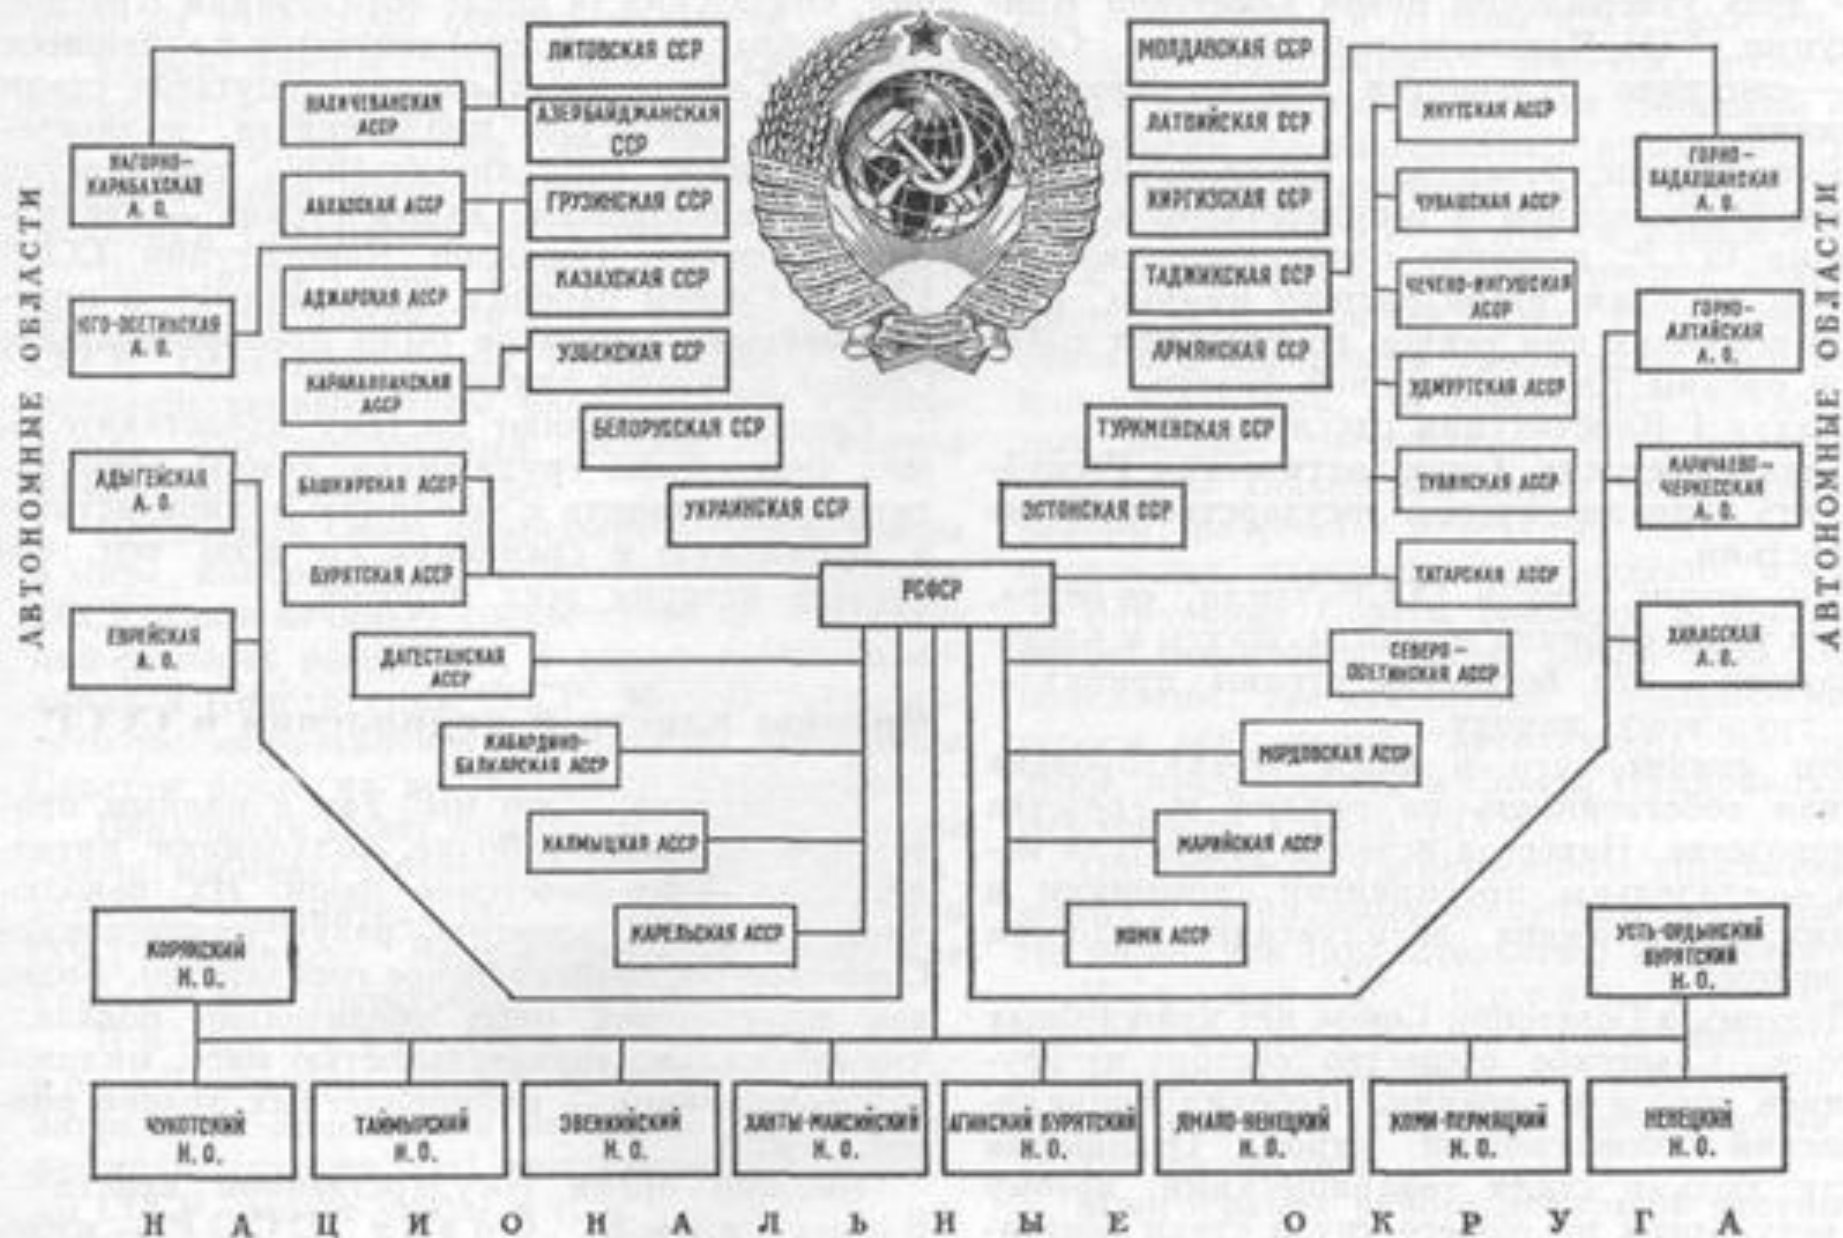 ЛИТОВСКАЯ ССР
АЗЕРБАЙДЖАНСКАЯ
ССР
ГРУЗИНСКАЯ ССР
КАЗАХСКАЯ ССР
УЗБЕКСКАЯ ССР
БЕЛОРУССКАЯ ССР
УКРАИНСКАЯ ССР
МОЛДАВСКАЯ ССР
ЛАТВИЙСКАЯ ССР
КИРГИЗСКАЯ ССР
ТАДЖИКСКАЯ ССР
АРМЯНСКАЯ ССР
ТУРКМЕНСКАЯ ССР
ЭСТОНСКАЯ ССР
РСФСР
НАХИЧЕВАНСКАЯ
АССР
АБХАЗСКАЯ АССР
АДЖАРСКАЯ АССР
КАРАКАЛПАКСКАЯ
АССР
БАШКИРСКАЯ АССР
БУРЯТСКАЯ АССР
ДАГЕСТАНСКАЯ
АССР
КАБАРДИНО-
БАЛКАРСКАЯ АССР
КАЛМЫЦКАЯ АССР
КАРЕЛЬСКАЯ АССР
ЯКУТСКАЯ АССР
ЧУВАШСКАЯ АССР
ЧЕЧЕНО-ИНГУШСКАЯ
АССР
УДМУРТСКАЯ АССР
ТУВИНСКАЯ АССР
ТАТАРСКАЯ АССР
СЕВЕРО-
ОСЕТИНСКАЯ АССР
МОРДОВСКАЯ АССР
МАРИЙСКАЯ АССР
КОМИ АССР
АВТОНОМНЫЕ ОБЛАСТИ
НАГОРНО-
КАРАБАХСКАЯ
А. О.
ЮГО-ОСЕТИНСКАЯ
А. О.
АДЫГЕЙСКАЯ
А. О.
ЕВРЕЙСКАЯ
А. О.
АВТОНОМНЫЕ ОБЛАСТИ
ГОРНО-
БАДАХШАНСКАЯ
А. О.
ГОРНО-
АЛТАЙСКАЯ
А. О.
КАРАЧАЕВО-
ЧЕРКЕССКАЯ
А. О.
ХАКАССКАЯ
А. О.
КОРЯКСКИЙ
Н. О.
УСТЬ-ОРДЫНСКИЙ
БУРЯТСКИЙ
Н. О.
ЧУКОТСКИЙ
Н. О.
ТАЙМЫРСКИЙ
Н. О.
ЭВЕНКИЙСКИЙ
Н. О.
ХАНТЫ-МАНСИЙСКИЙ
Н. О.
АГИНСКИЙ БУРЯТСКИЙ
Н. О.
ЯМАЛО-НЕНЕЦКИЙ
Н. О.
КОМИ-ПЕРМЯЦКИЙ
Н. О.
НЕНЕЦКИЙ
Н. О.
НАЦИОНАЛЬНЫЕ ОКРУГА